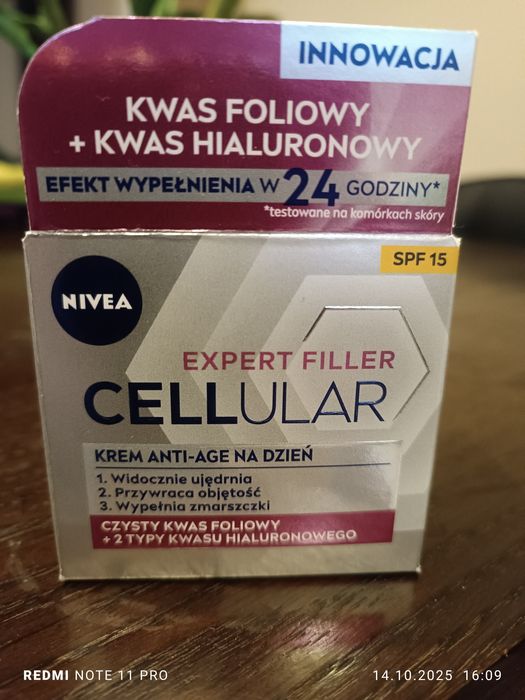 INNOWACJA
KWAS FOLIOWY
+ KWAS HIALURONOWY
EFEKT WYPEŁNIENIA W 24 GODZINY*
*testowane na komórkach skóry
SPF 15
NIVEA
EXPERT FILLER
CELLULAR
KREM ANTI-AGE NA DZIEŃ
1. Widocznie ujędrnia
2. Przywraca objętość
3. Wypełnia zmarszczki
CZYSTY KWAS FOLIOWY
+ 2 TYPY KWASU HIALURONOWEGO
REDMI NOTE 11 PRO
14.10.2025 16:09